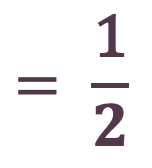 = 1/2